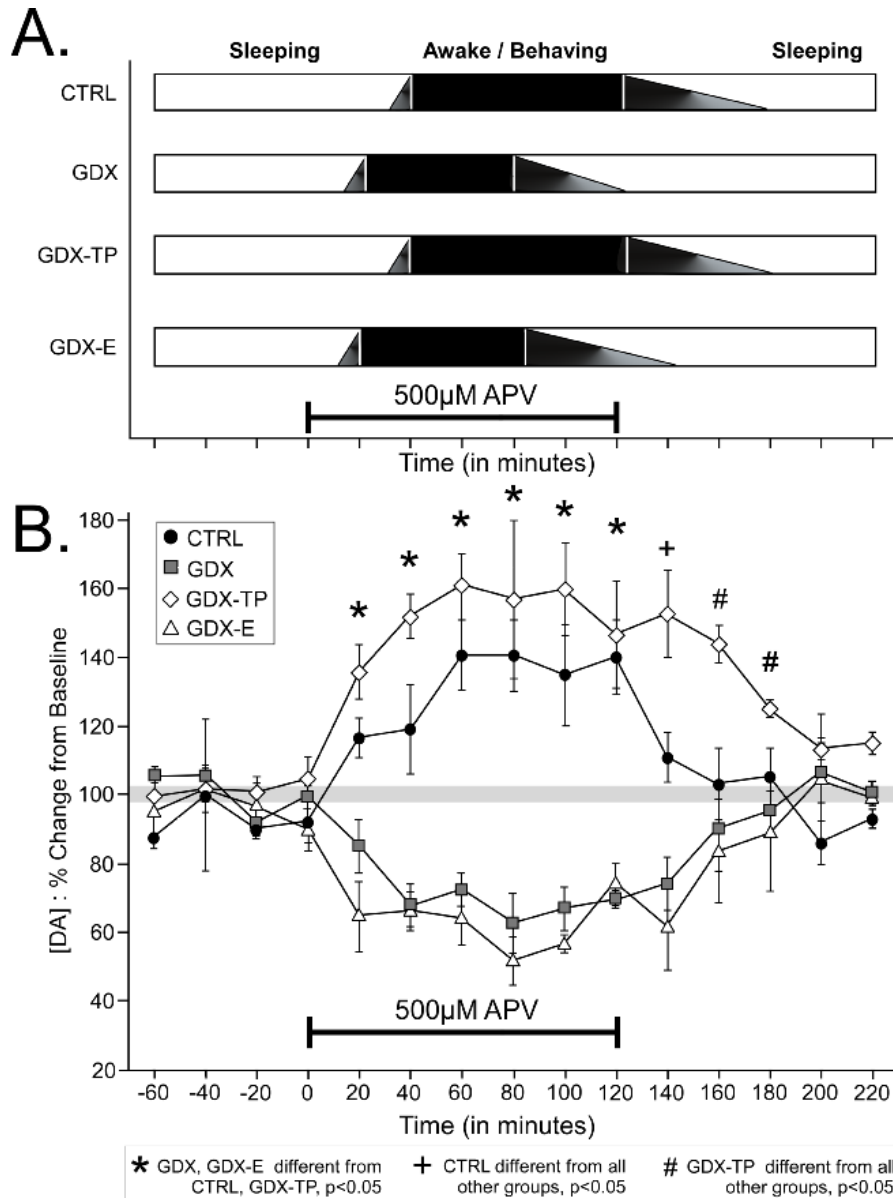 A.
Sleeping Awake / Behaving Sleeping
CTRL
GDX
GDX-TP
GDX-E
500µM APV
Time (in minutes)
B.
180
160
140
120
100
80
60
40
20
[DA] : % Change from Baseline
CTRL
GDX
GDX-TP
GDX-E
* * * * * * + # #
500µM APV
-60 -40 -20 0 20 40 60 80 100 120 140 160 180 200 220
Time (in minutes)
* GDX, GDX-E different from CTRL, GDX-TP, p<0.05
+ CTRL different from all other groups, p<0.05
# GDX-TP different from all other groups, p<0.05